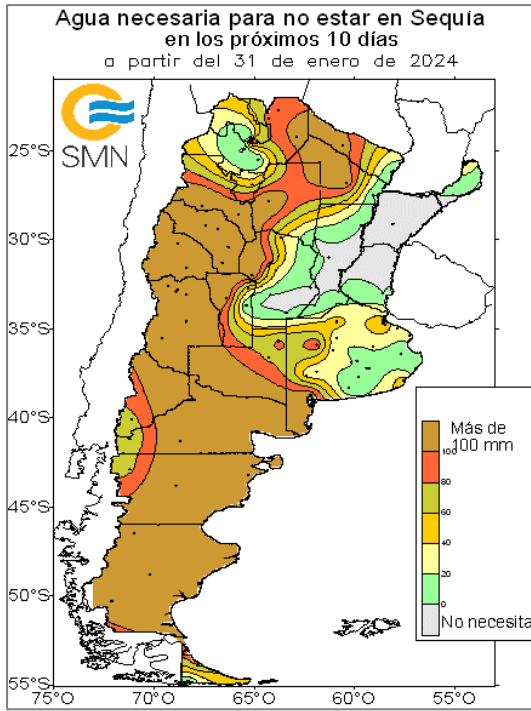 Agua necesaria para no estar en Sequía
en los próximos 10 días
a partir del 31 de enero de 2024
SMN
25°S
30°S
35°S
40°S
45°S
50°S
55°S
75°O
70°O
65°O
60°O
55°O
Más de
100 mm
100
80
60
40
20
0
No necesita